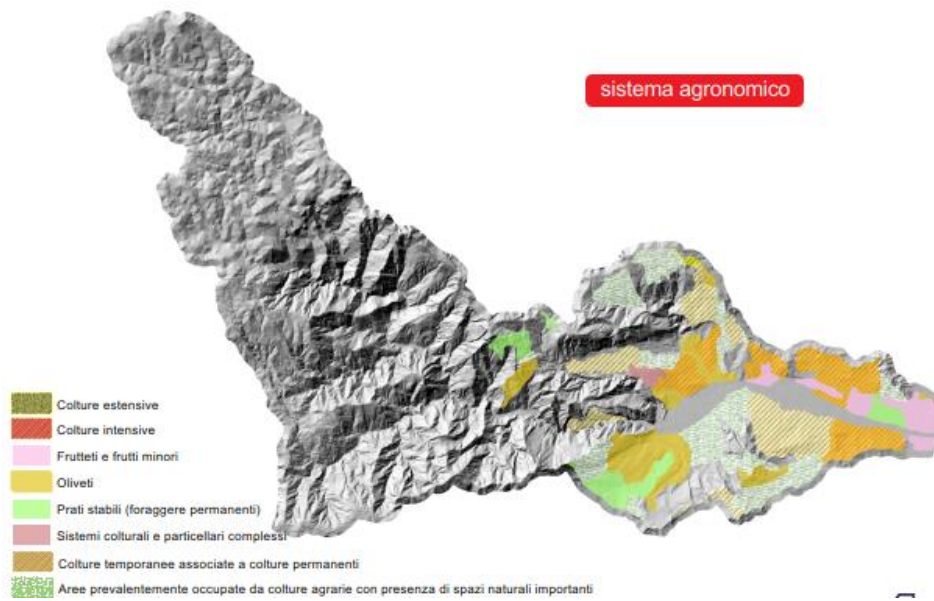 sistema agronomico
Colture estensive
Colture intensive
Frutteti e frutti minori
Oliveti
Prati stabili (foraggere permanenti)
Sistemi colturali e particellari complessi
Colture temporanee associate a colture permanenti
Aree prevalentemente occupate da colture agrarie con presenza di spazi naturali importanti